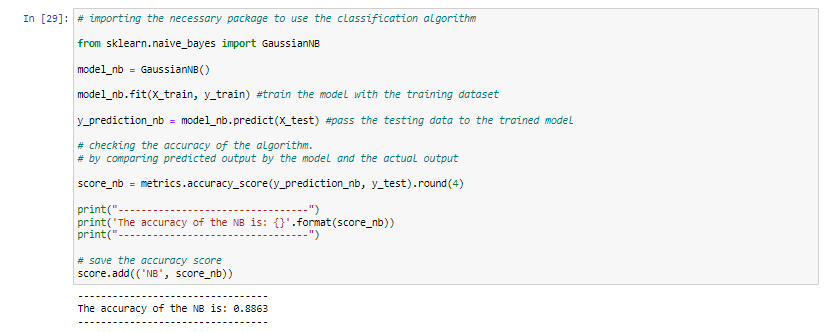 In [29]: # importing the necessary package to use the classification algorithm
from sklearn.naive_bayes import GaussianNB
model_nb = GaussianNB()
model_nb.fit(X_train, y_train) #train the model with the training dataset
y_prediction_nb = model_nb.predict(X_test) #pass the testing data to the trained model
# checking the accuracy of the algorithm.
# by comparing predicted output by the model and the actual output
score_nb = metrics.accuracy_score(y_prediction_nb, y_test).round(4)
print("--------------------------------")
print('The accuracy of the NB is: {}'.format(score_nb))
print("--------------------------------")
# save the accuracy score
score.add(('NB', score_nb))
--------------------------------
The accuracy of the NB is: 0.8863
--------------------------------